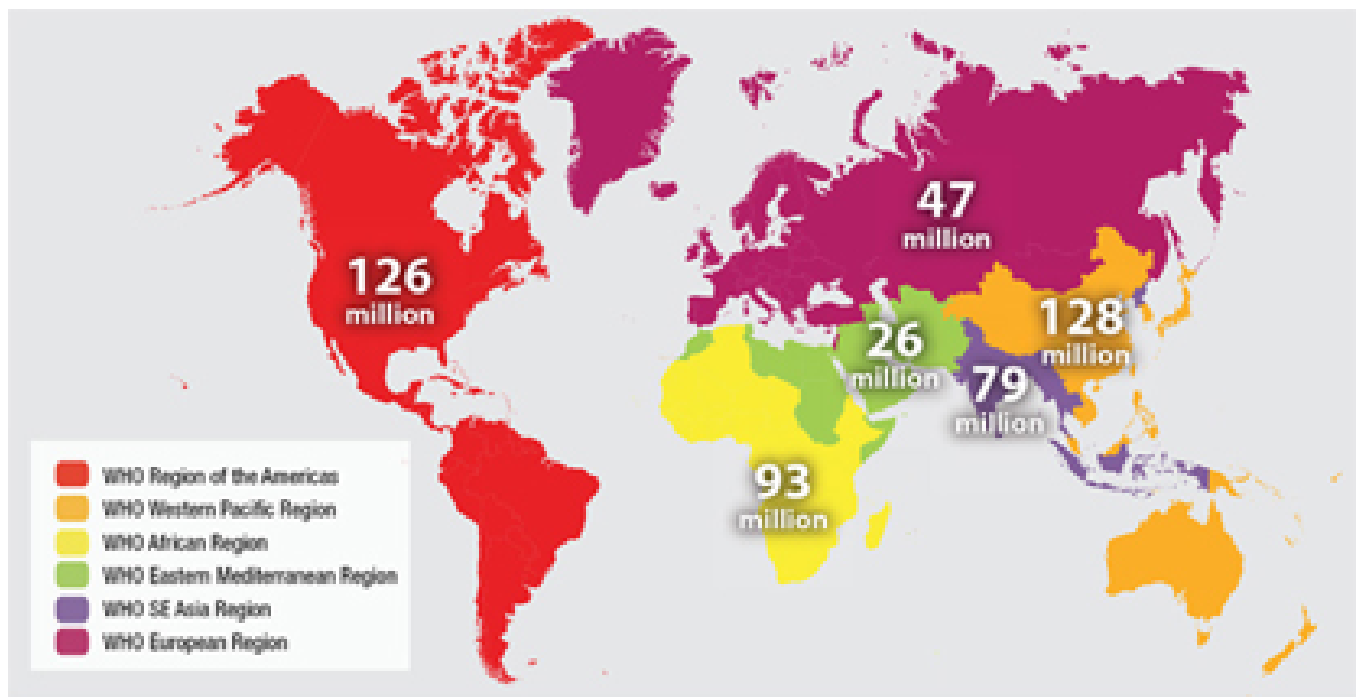 47
million
126
million
128
million
26
million
79
million
93
million
WHO Region of the Americas
WHO Western Pacific Region
WHO African Region
WHO Eastern Mediterranean Region
WHO SE Asia Region
WHO European Region